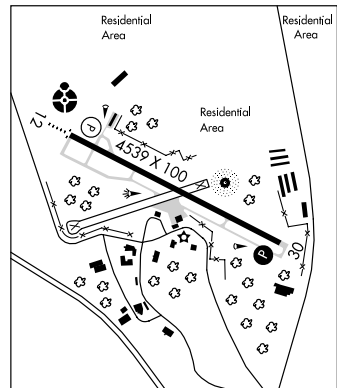 Residential
Area
Residential
Area
Residential
Area
12
P
4539 X 100
P
30